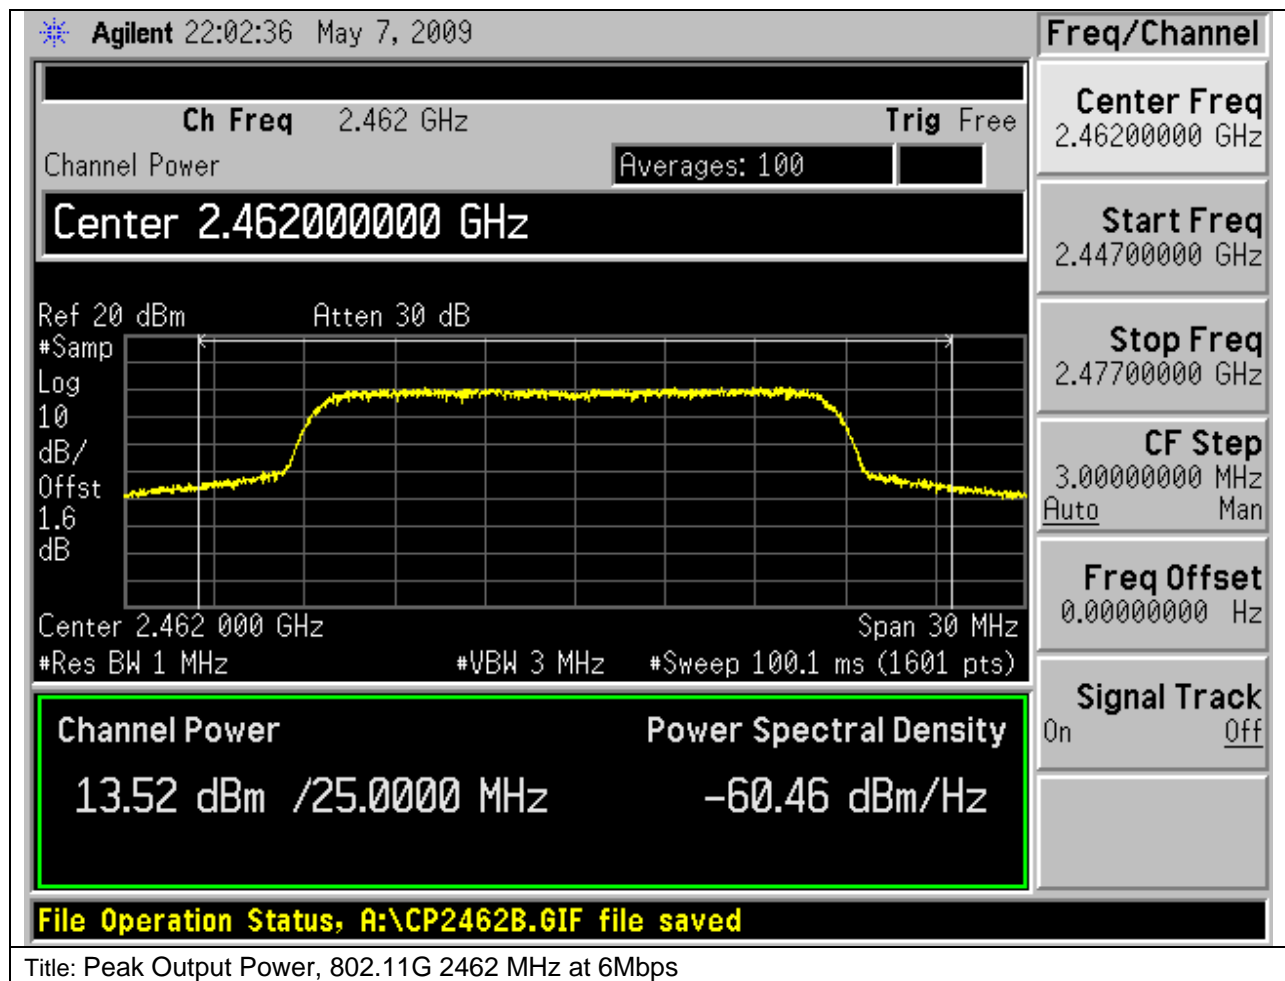 Agilent 22:02:36 May 7, 2009
Freq/Channel
Ch Freq 2.462 GHz
Trig Free
Channel Power
Averages: 100
Center 2.462000000 GHz
Ref 20 dBm
Atten 30 dB
#Samp
Log
10
dB/
Offst
1.6
dB
Center 2.462 000 GHz
Span 30 MHz
#Res BW 1 MHz
#VBW 3 MHz
#Sweep 100.1 ms (1601 pts)
Channel Power
Power Spectral Density
13.52 dBm /25.0000 MHz
-60.46 dBm/Hz
Center Freq
2.46200000 GHz
Start Freq
2.44700000 GHz
Stop Freq
2.47700000 GHz
CF Step
3.00000000 MHz
Auto Man
Freq Offset
0.00000000 Hz
Signal Track
On Off
File Operation Status, A:\CP2462B.GIF file saved
Title: Peak Output Power, 802.11G 2462 MHz at 6Mbps